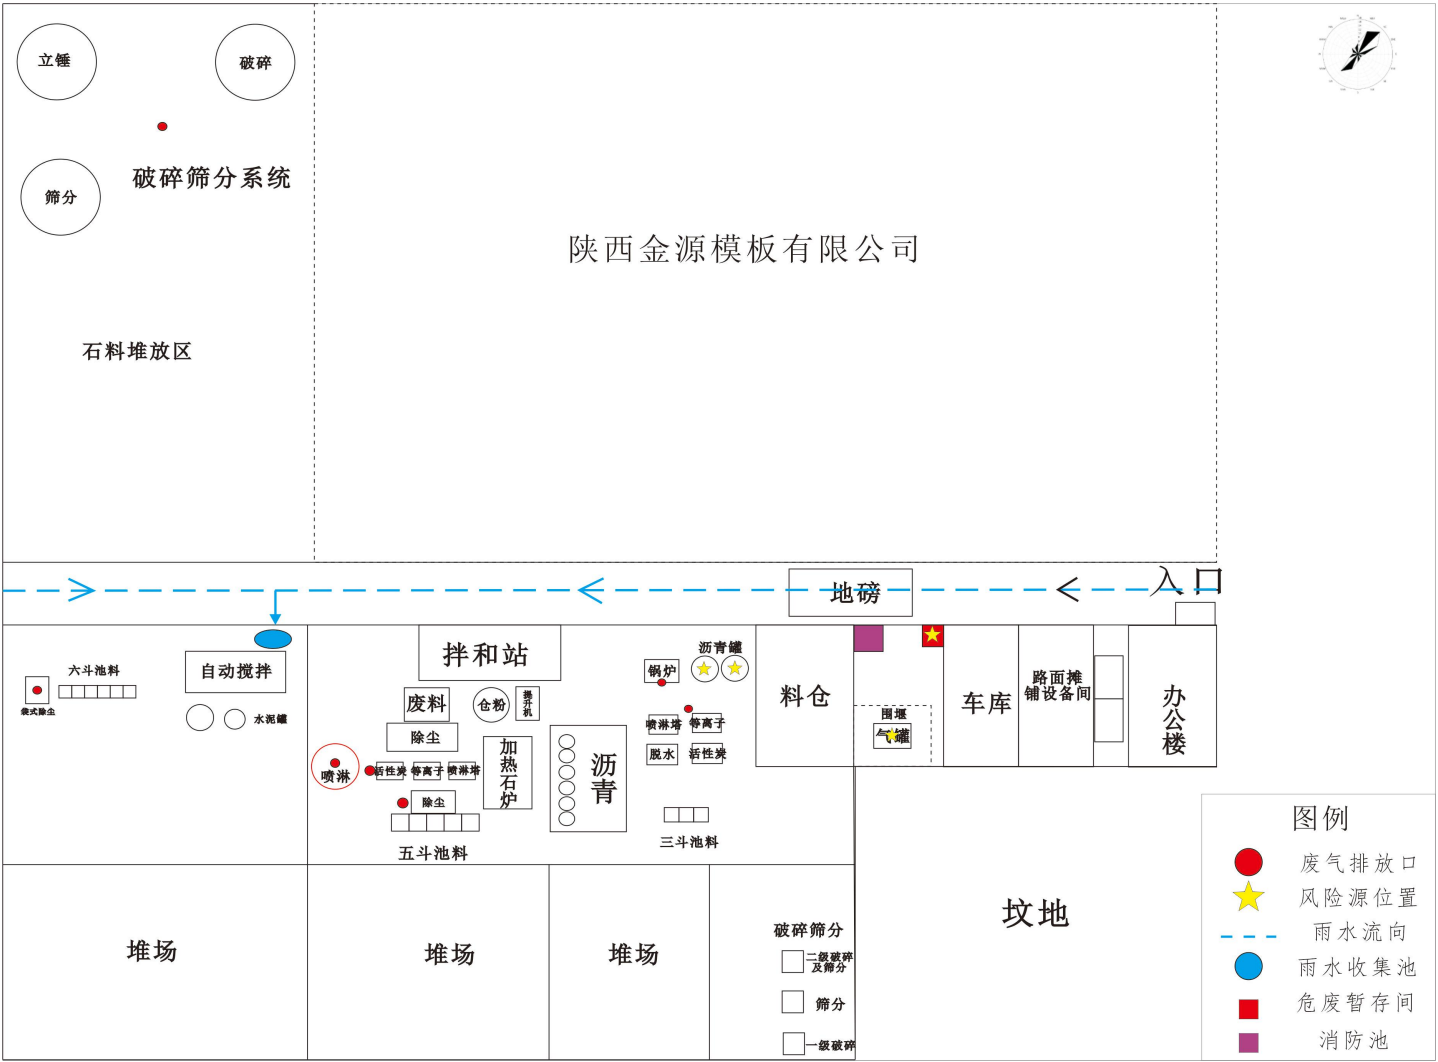 立锤
破碎
筛分
破碎筛分系统
石料堆放区
陕西金源模板有限公司
入口
地磅
六斗池料
袋式除尘
自动搅拌
水泥罐
拌和站
废料
仓粉
提升机
除尘
喷淋
活性炭
等离子
喷淋塔
除尘
五斗池料
加热石炉
沥青
锅炉
沥青罐
喷淋塔
等离子
脱水
活性炭
三斗池料
料仓
围堰
气罐
车库
路面摊
铺设备间
办公楼
堆场
堆场
堆场
破碎筛分
二级破碎
及筛分
筛分
一级破碎
坟地
图例
废气排放口
风险源位置
雨水流向
雨水收集池
危废暂存间
消防池